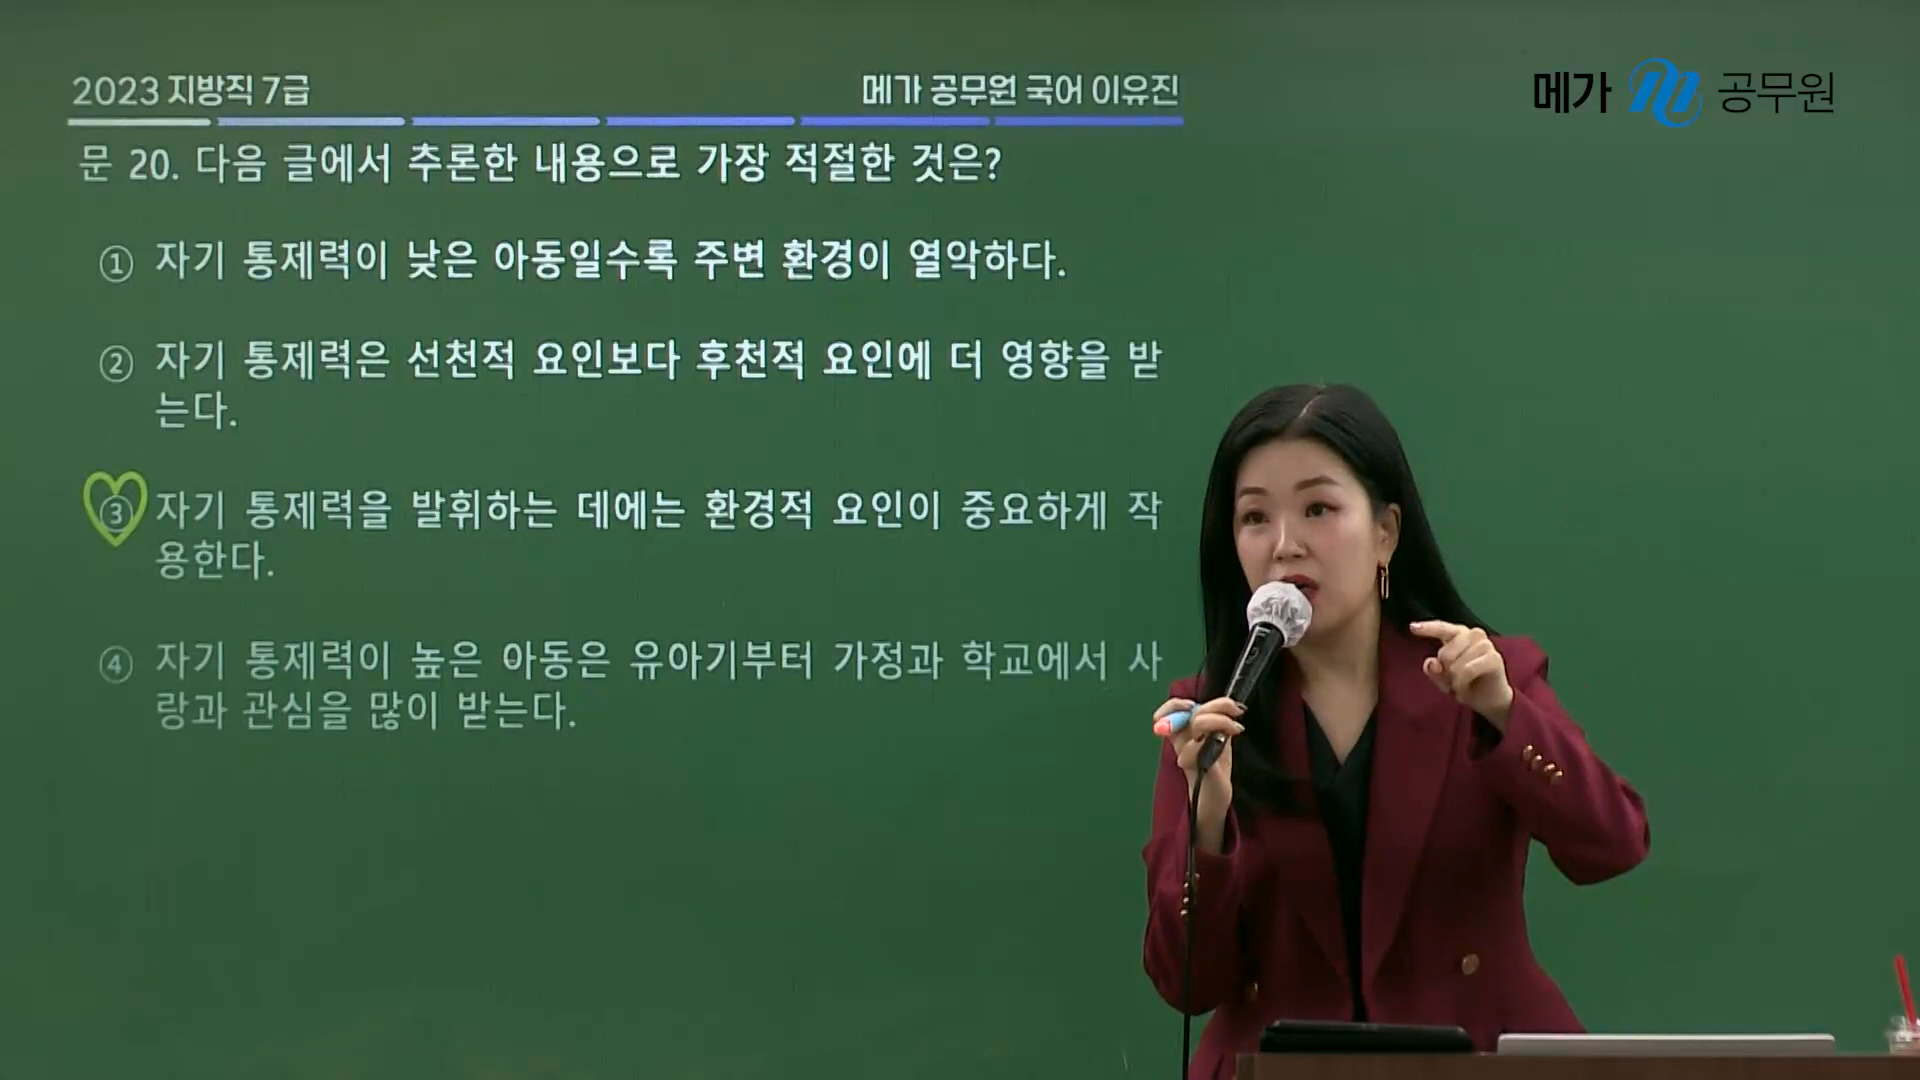 2023 지방직 7급
메가 공무원 국어 이유진
메가 M 공무원
문 20. 다음 글에서 추론한 내용으로 가장 적절한 것은?
① 자기 통제력이 낮은 아동일수록 주변 환경이 열악하다.
② 자기 통제력은 선천적 요인보다 후천적 요인에 더 영향을 받
는다.
③ 자기 통제력을 발휘하는 데에는 환경적 요인이 중요하게 작
용한다.
④ 자기 통제력이 높은 아동은 유아기부터 가정과 학교에서 사
랑과 관심을 많이 받는다.